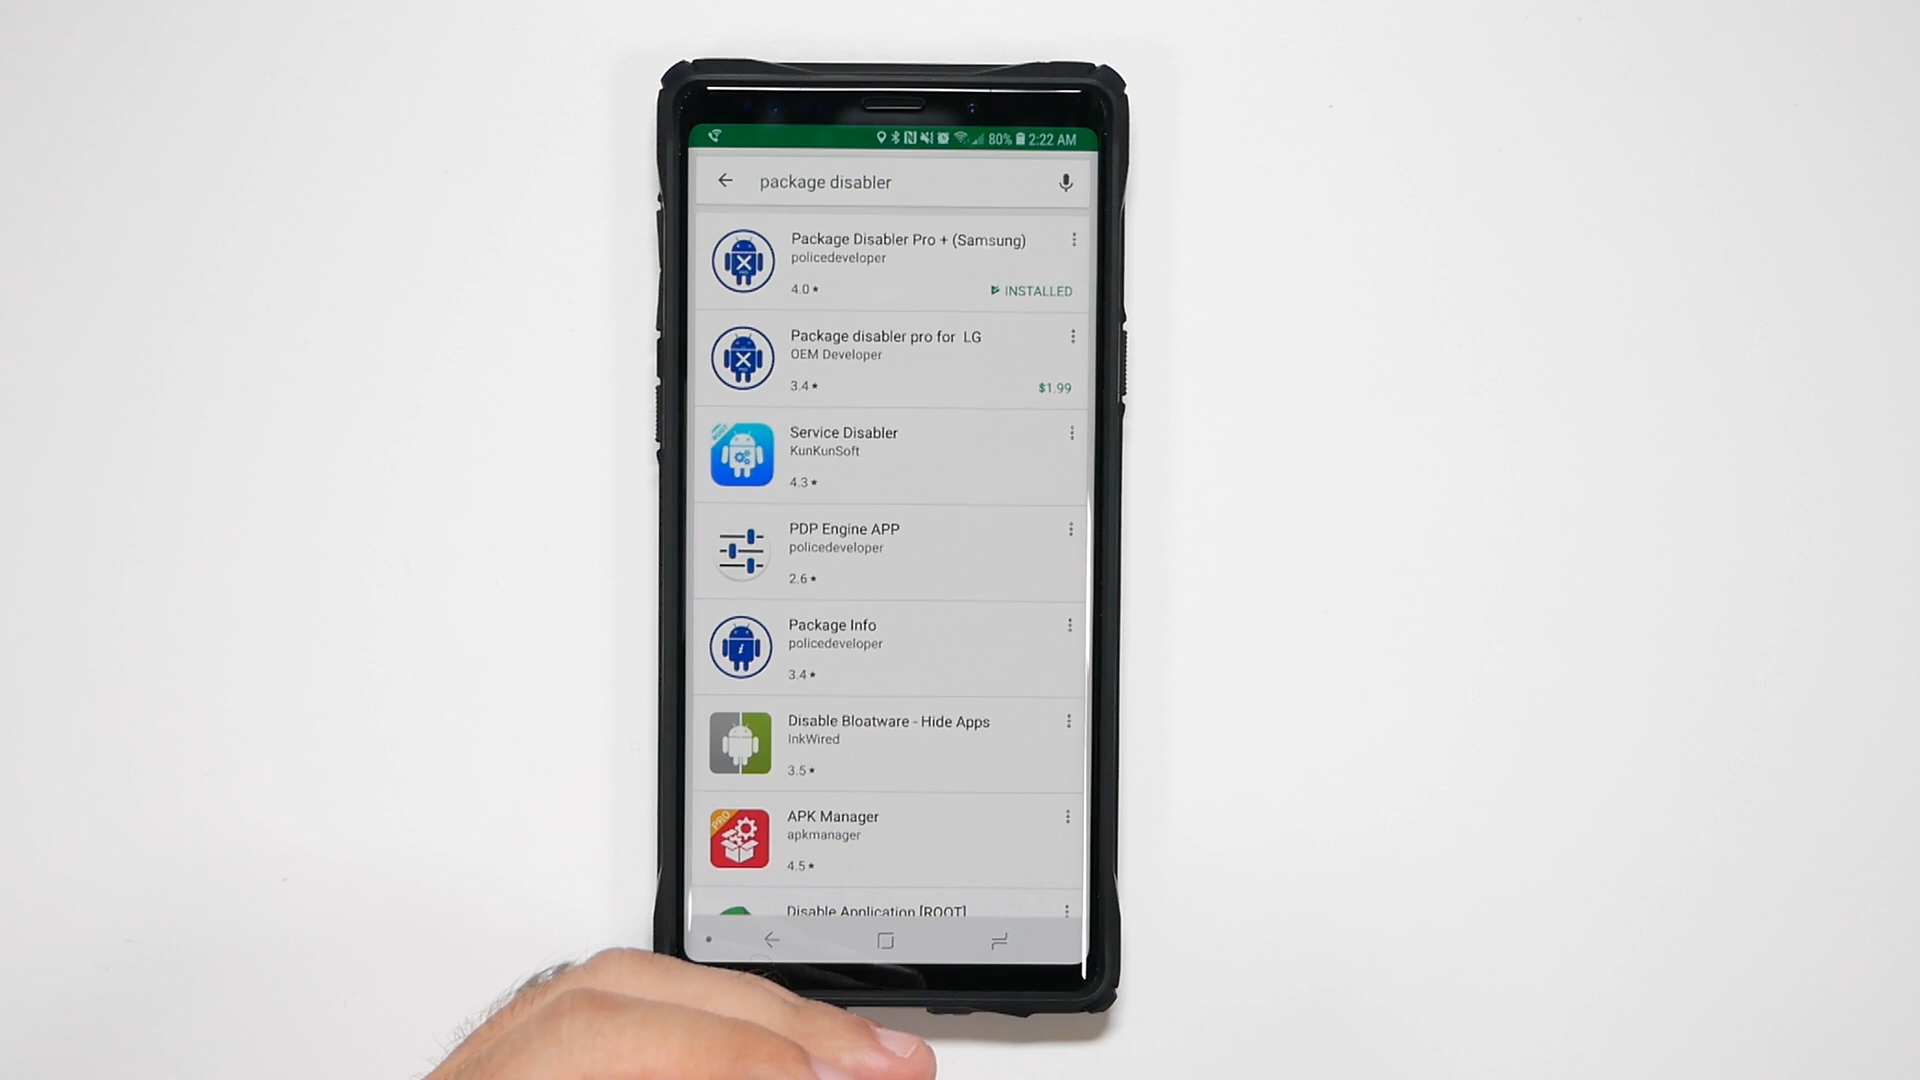 80% 2:22 AM
package disabler
Package Disabler Pro + (Samsung)
policedeveloper
4.0★ INSTALLED
Package disabler pro for LG
OEM Developer
3.4★ $1.99
Service Disabler
KunKunSoft
4.3★
PDP Engine APP
policedeveloper
2.6★
Package Info
policedeveloper
3.4★
Disable Bloatware - Hide Apps
InkWired
3.5★
PRO
APK Manager
apkmanager
4.5★
Disable Application [ROOT]